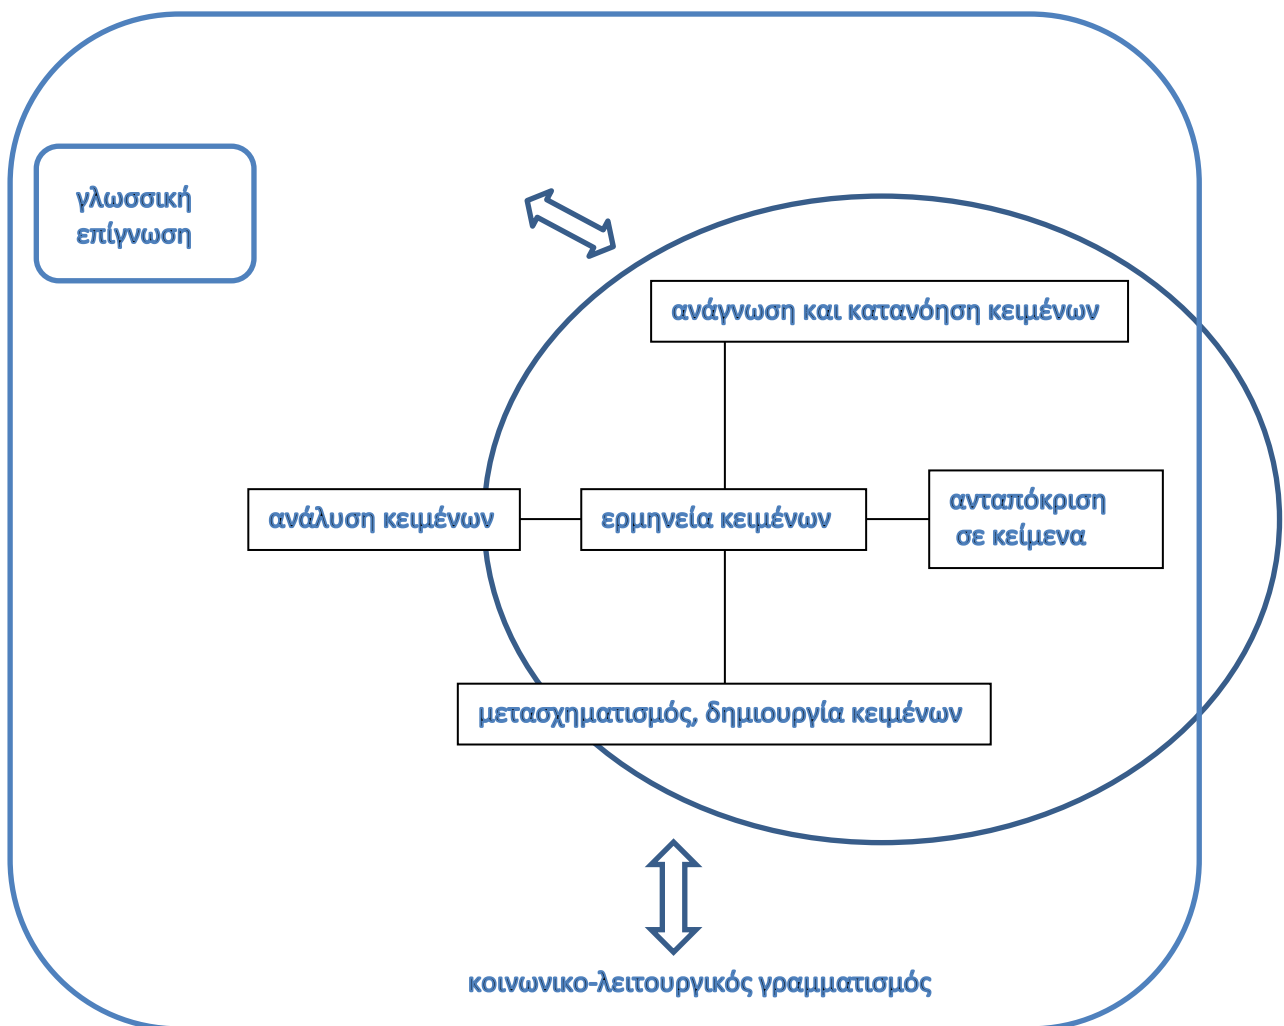 γλωσσική
επίγνωση
ανάγνωση και κατανόηση κειμένων
ανάλυση κειμένων
ερμηνεία κειμένων
ανταπόκριση
σε κείμενα
μετασχηματισμός, δημιουργία κειμένων
κοινωνικο-λειτουργικός γραμματισμός